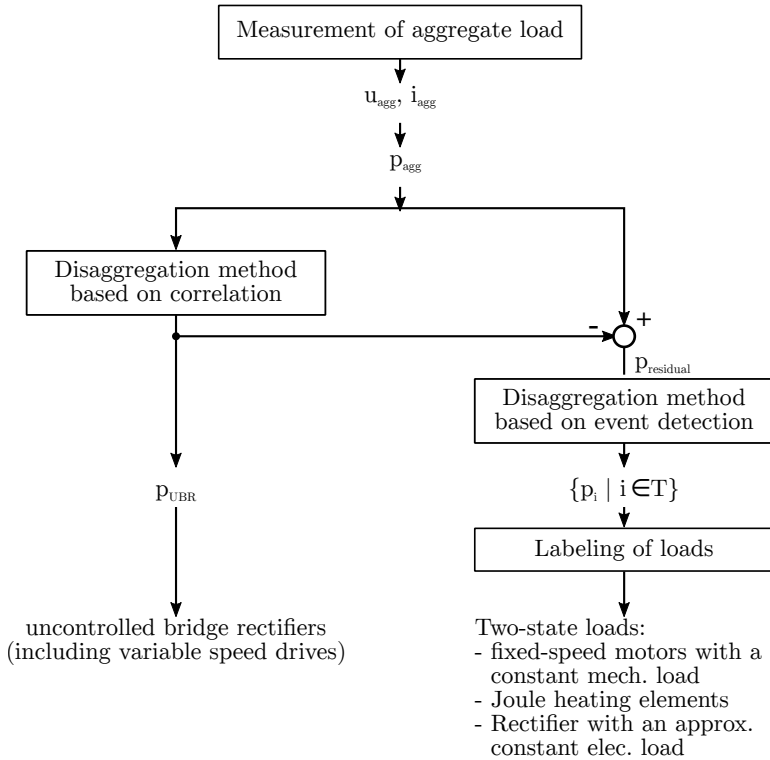 Measurement of aggregate load
u_agg, i_agg
p_agg
Disaggregation method
based on correlation
- +
p_residual
Disaggregation method
based on event detection
p_UBR
{p_i | i ∈ T}
Labeling of loads
uncontrolled bridge rectifiers
(including variable speed drives)
Two-state loads:
- fixed-speed motors with a
constant mech. load
- Joule heating elements
- Rectifier with an approx.
constant elec. load